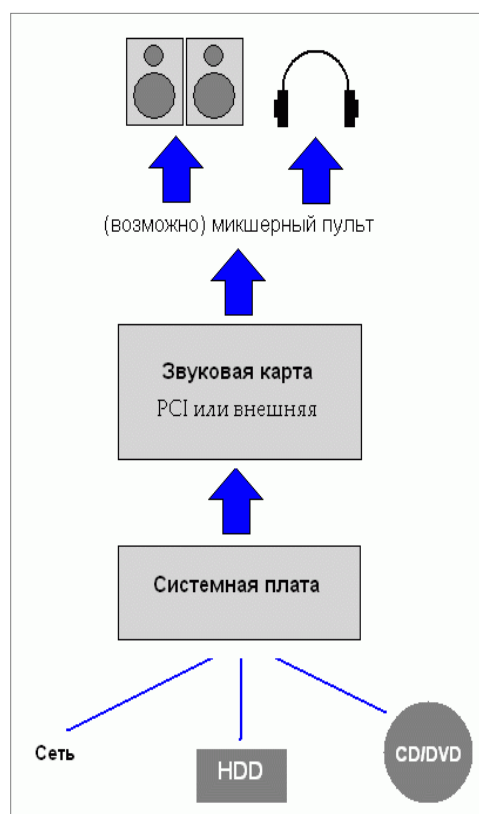 (возможно) микшерный пульт
Звуковая карта
PCI или внешняя
Системная плата
Сеть
HDD
CD/DVD